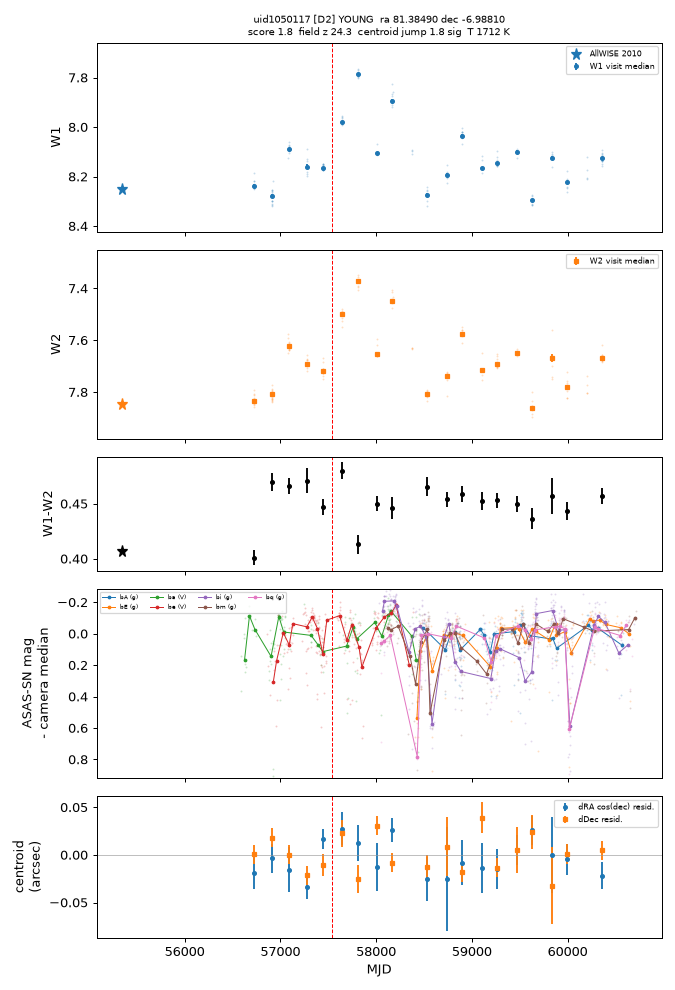 uid1050117 [D2] YOUNG ra 81.38490 dec -6.98810
score 1.8 field z 24.3 centroid jump 1.8 sig T 1712 K
AllWISE 2010
W1 visit median
W1
7.8
8.0
8.2
8.4
W2 visit median
W2
7.4
7.6
7.8
W1-W2
0.45
0.40
bA (g)
bE (g)
ba (V)
be (V)
bi (g)
bm (g)
bq (g)
ASAS-SN mag
- camera median
−0.2
0.0
0.2
0.4
0.6
0.8
dRA cos(dec) resid.
dDec resid.
centroid
(arcsec)
0.05
0.00
−0.05
56000
57000
58000
59000
60000
MJD